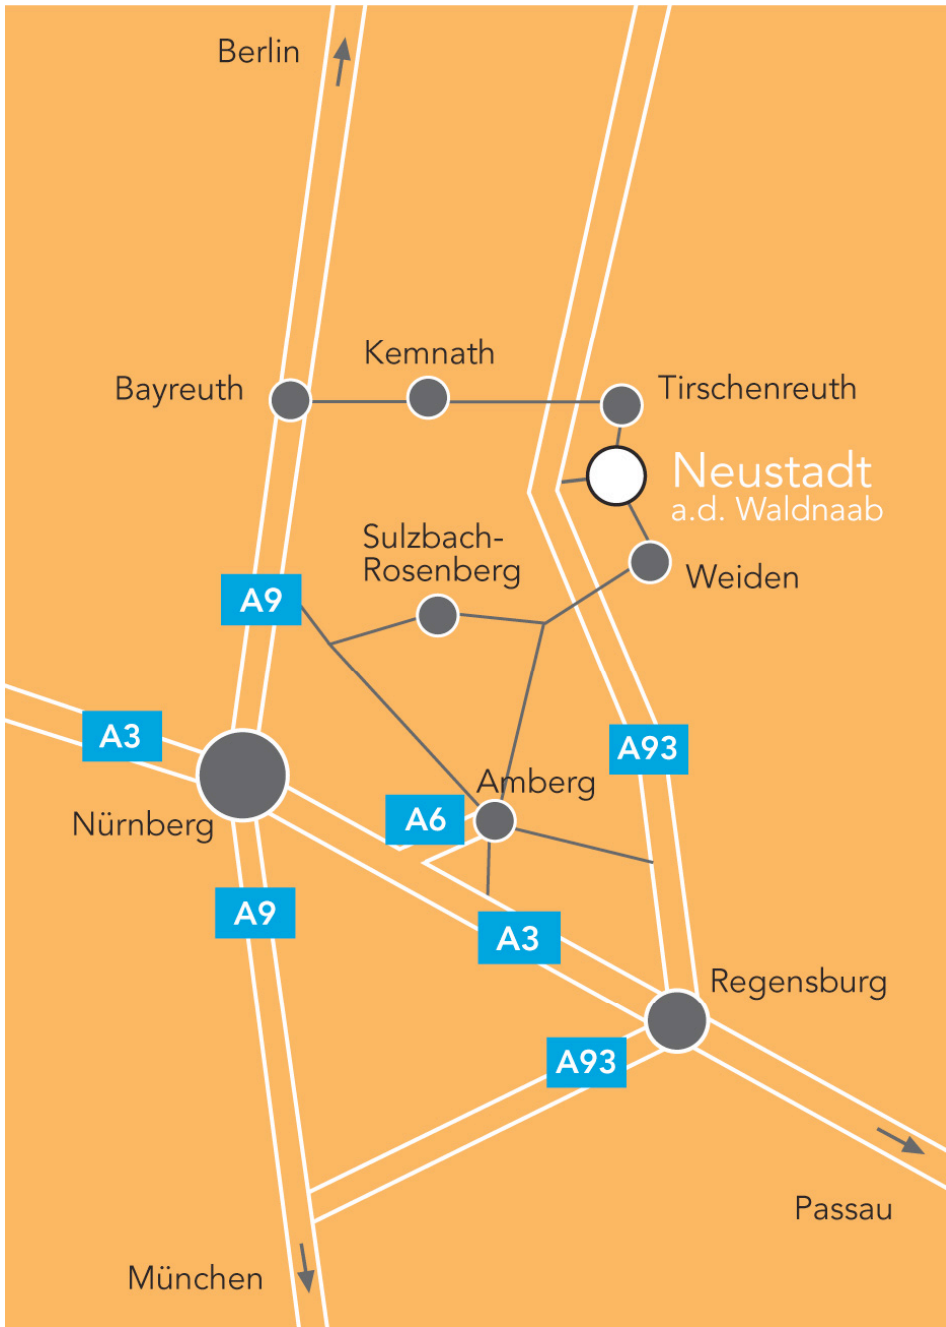 Berlin
Kemnath
Bayreuth
Tirschenreuth
Neustadt
a.d. Waldnaab
Sulzbach-
Rosenberg
Weiden
A9
A3
A93
Amberg
A6
Nürnberg
A9
A3
Regensburg
A93
Passau
München